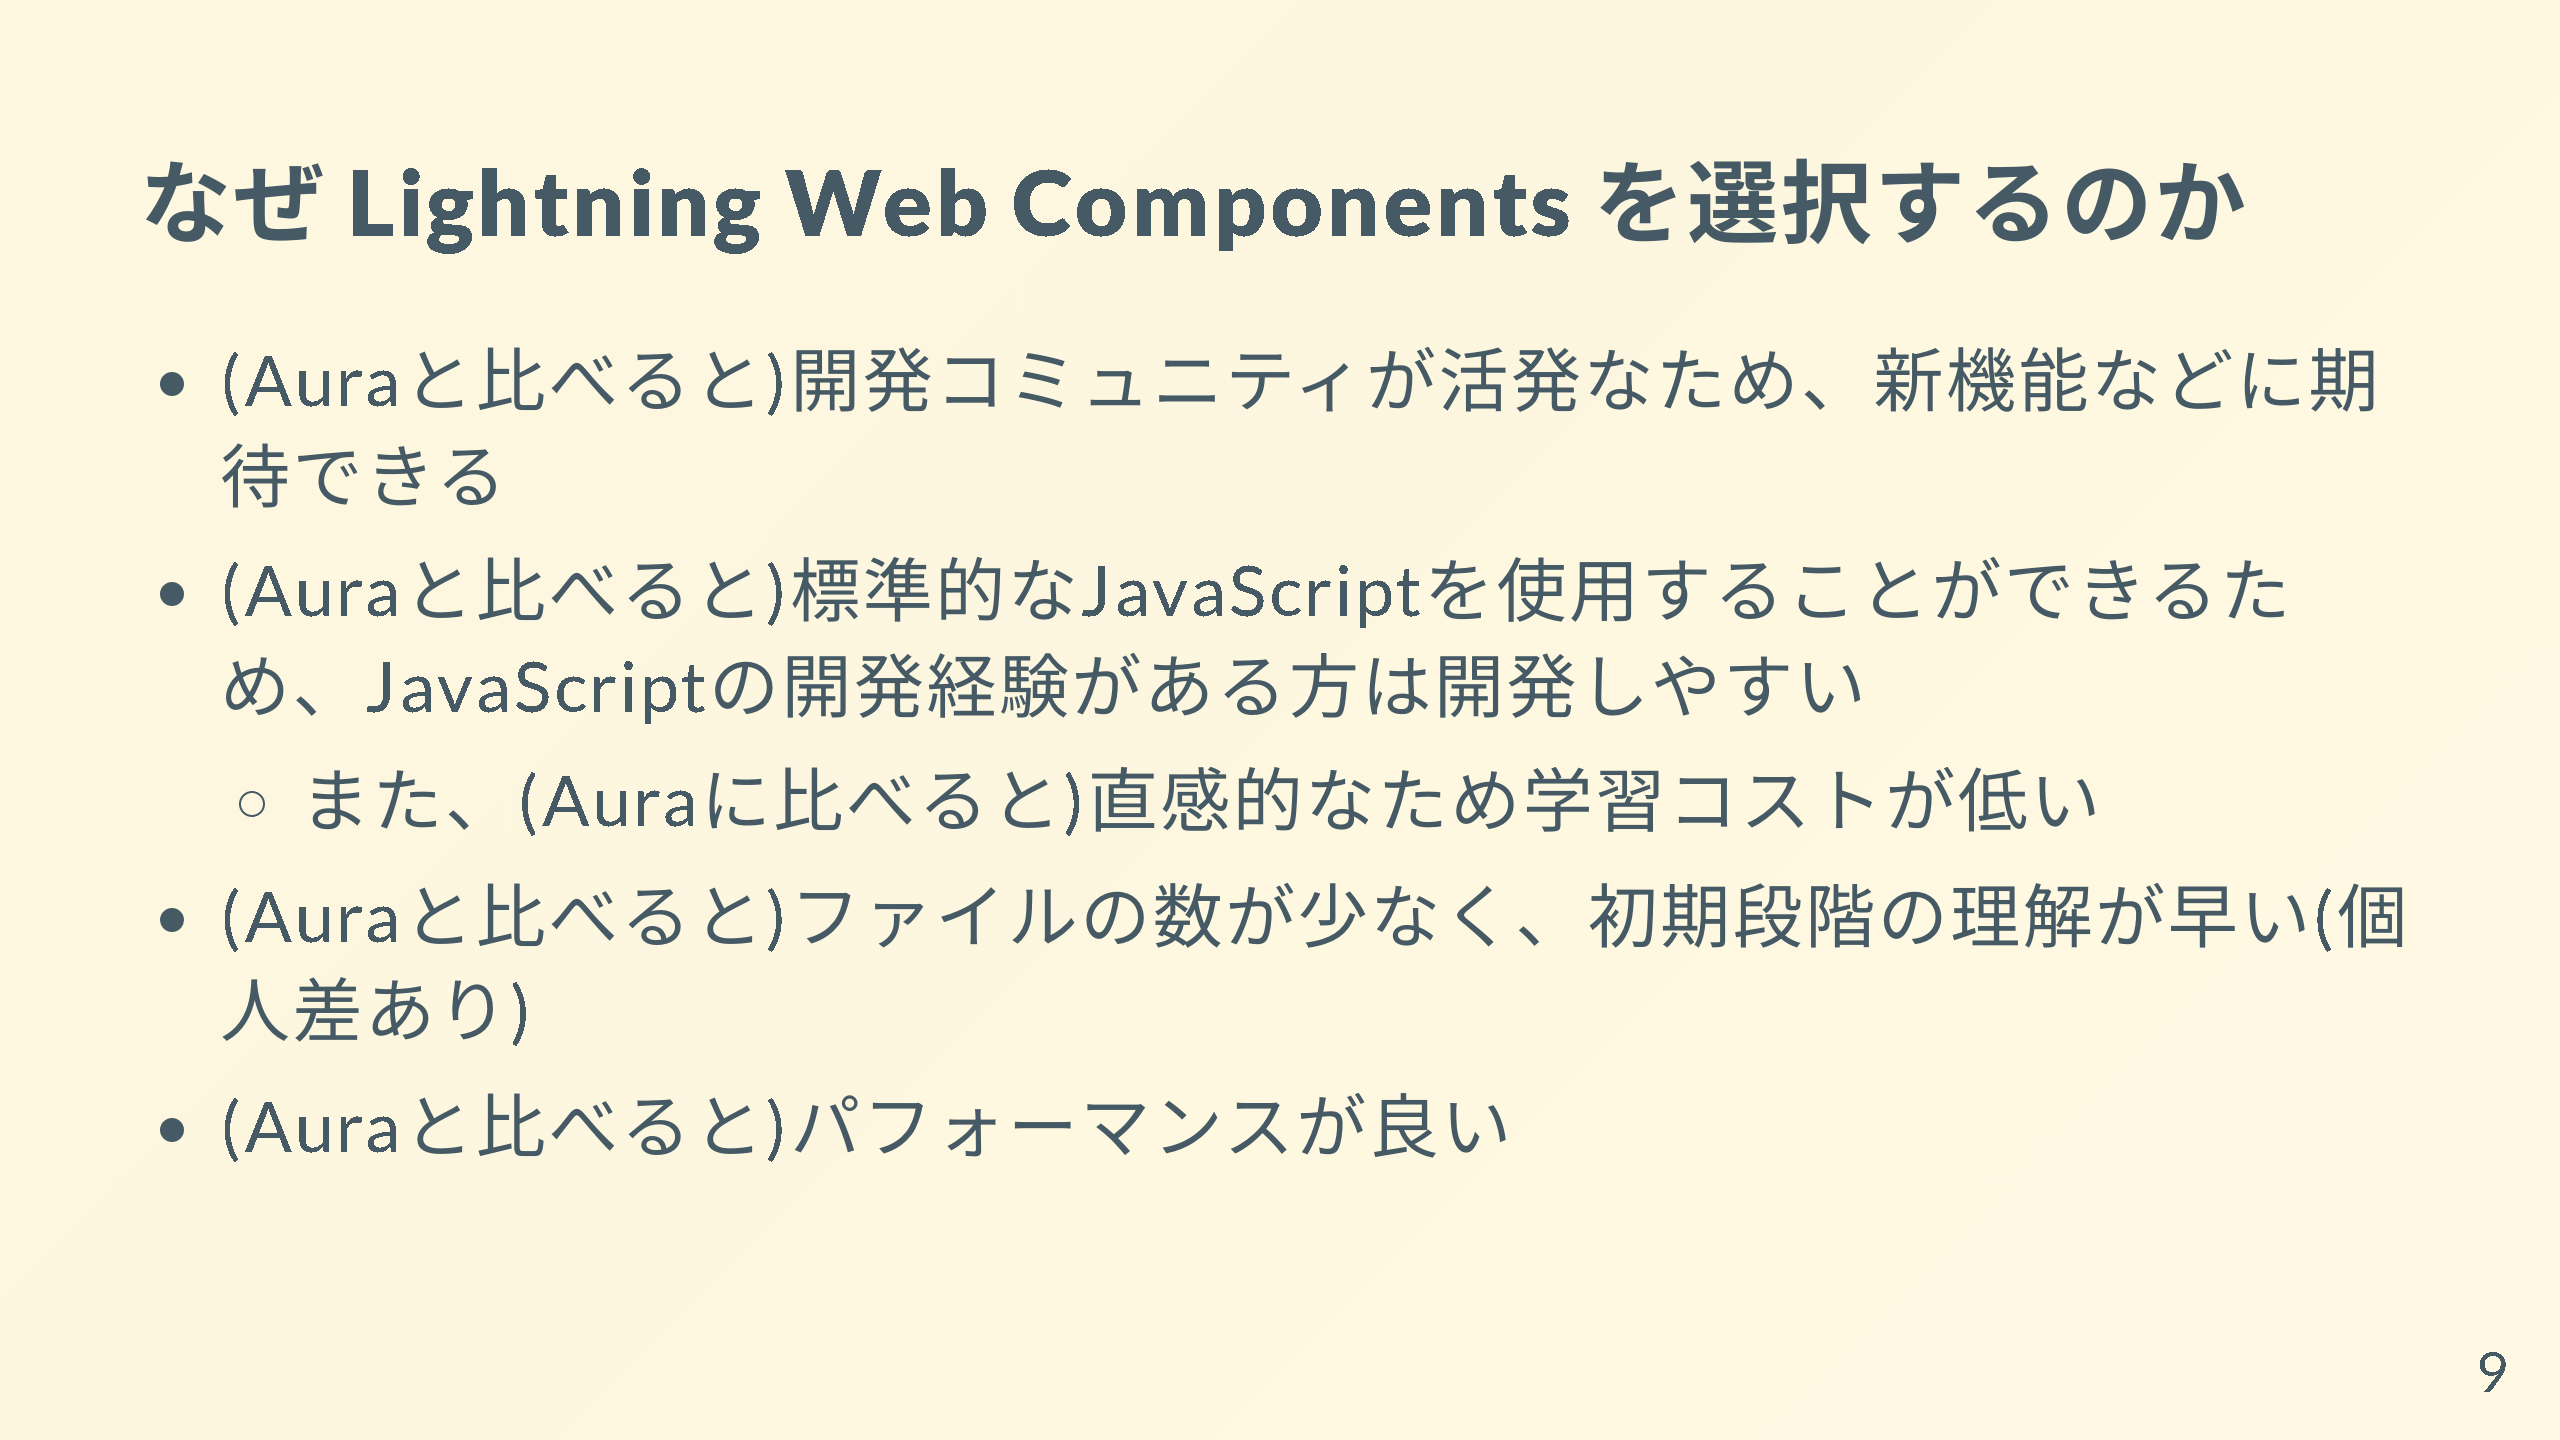 なぜ Lightning Web Components を選択するのか
• (Auraと比べると)開発コミュニティが活発なため、新機能などに期
待できる
• (Auraと比べると)標準的なJavaScriptを使用することができるた
め、JavaScriptの開発経験がある方は開発しやすい
○ また、(Auraに比べると)直感的なため学習コストが低い
• (Auraと比べると)ファイルの数が少なく、初期段階の理解が早い(個
人差あり)
• (Auraと比べると)パフォーマンスが良い
9